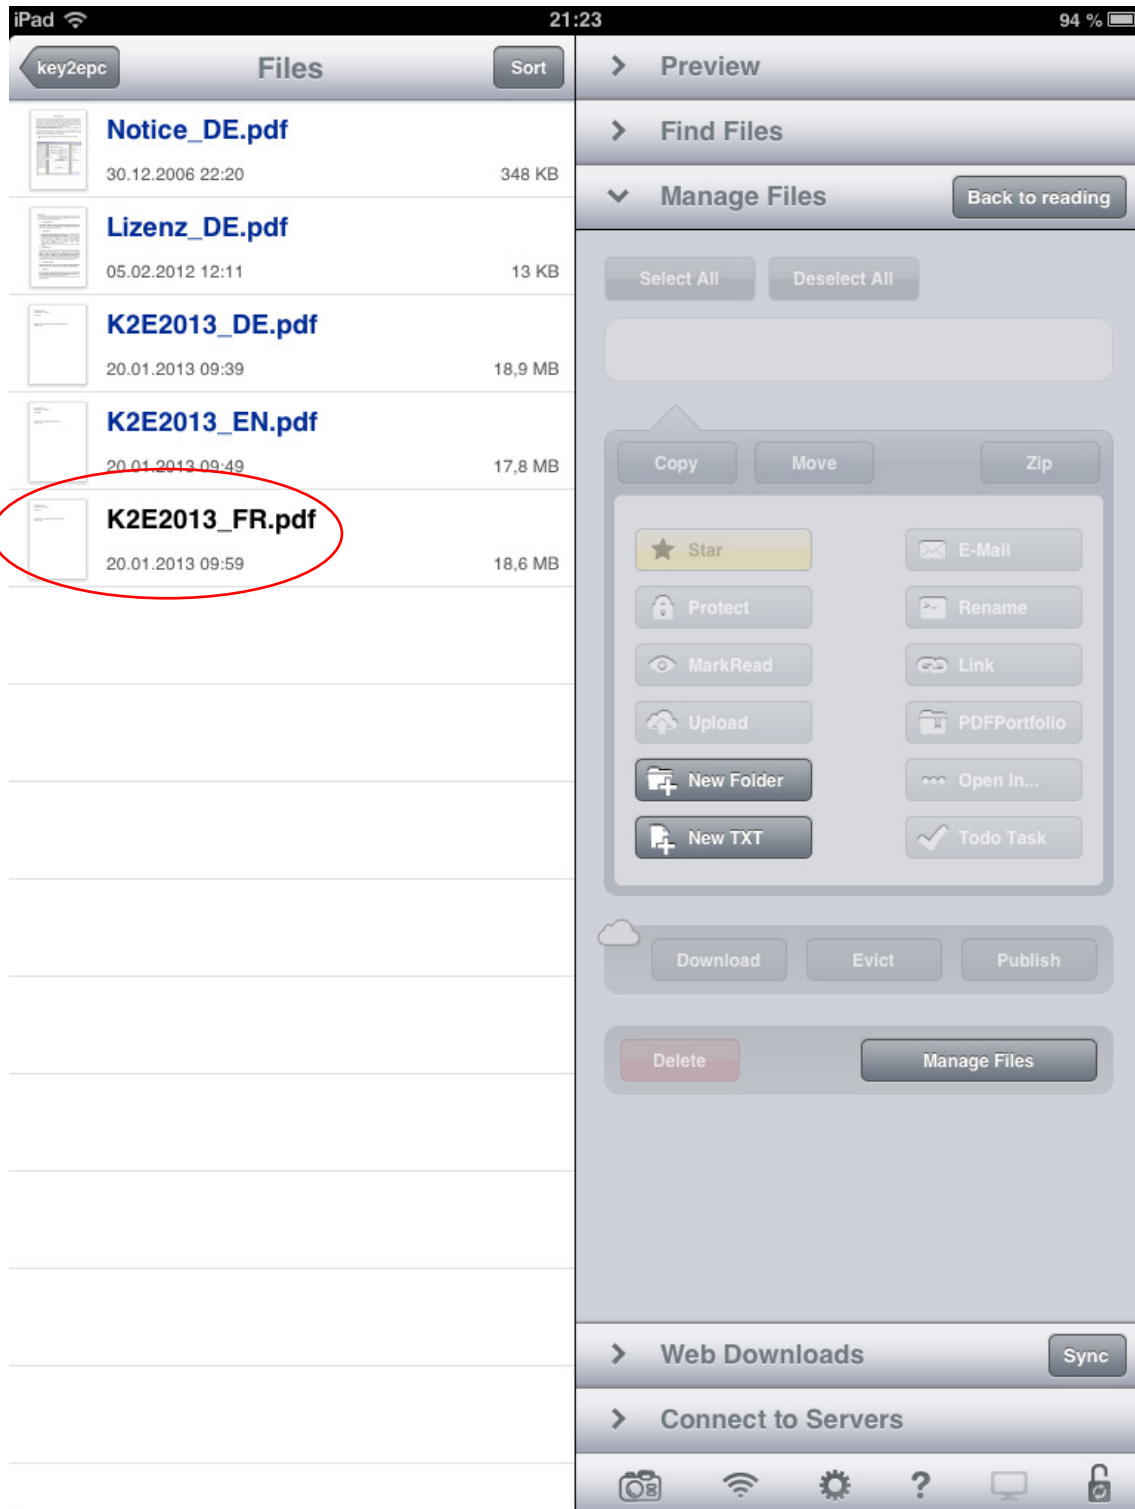 iPad 21:23 94 %
key2epc Files Sort
Notice_DE.pdf
30.12.2006 22:20 348 KB
Lizenz_DE.pdf
05.02.2012 12:11 13 KB
K2E2013_DE.pdf
20.01.2013 09:39 18,9 MB
K2E2013_EN.pdf
20.01.2013 09:49 17,8 MB
K2E2013_FR.pdf
20.01.2013 09:59 18,6 MB
Preview
Find Files
Manage Files Back to reading
Select All Deselect All
Copy Move Zip
Star E-Mail
Protect Rename
MarkRead Link
Upload PDFPortfolio
New Folder Open In...
New TXT Todo Task
Download Evict Publish
Delete Manage Files
Web Downloads Sync
Connect to Servers
?